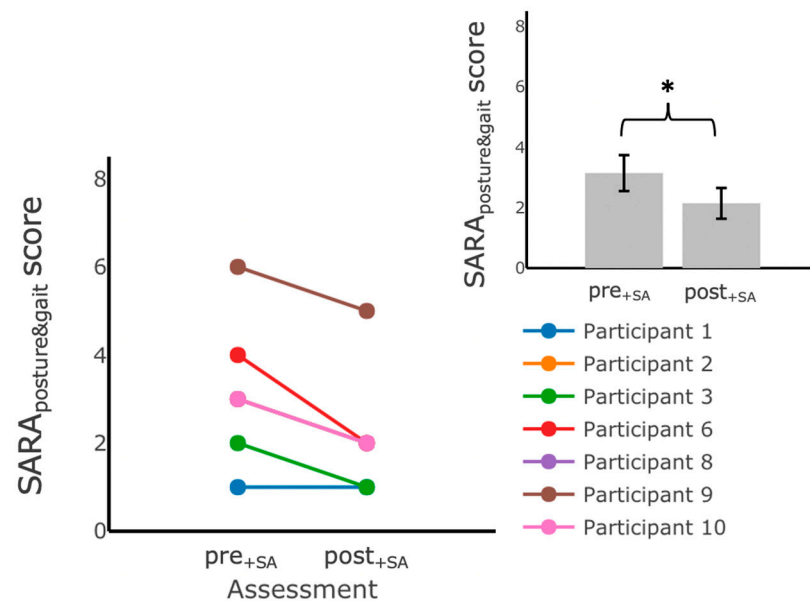 SARAposture&gait score
8
6
4
2
0
pre+SA post+SA
Assessment
SARAposture&gait score
8
6
4
2
0
*
pre+SA post+SA
Participant 1
Participant 2
Participant 3
Participant 6
Participant 8
Participant 9
Participant 10